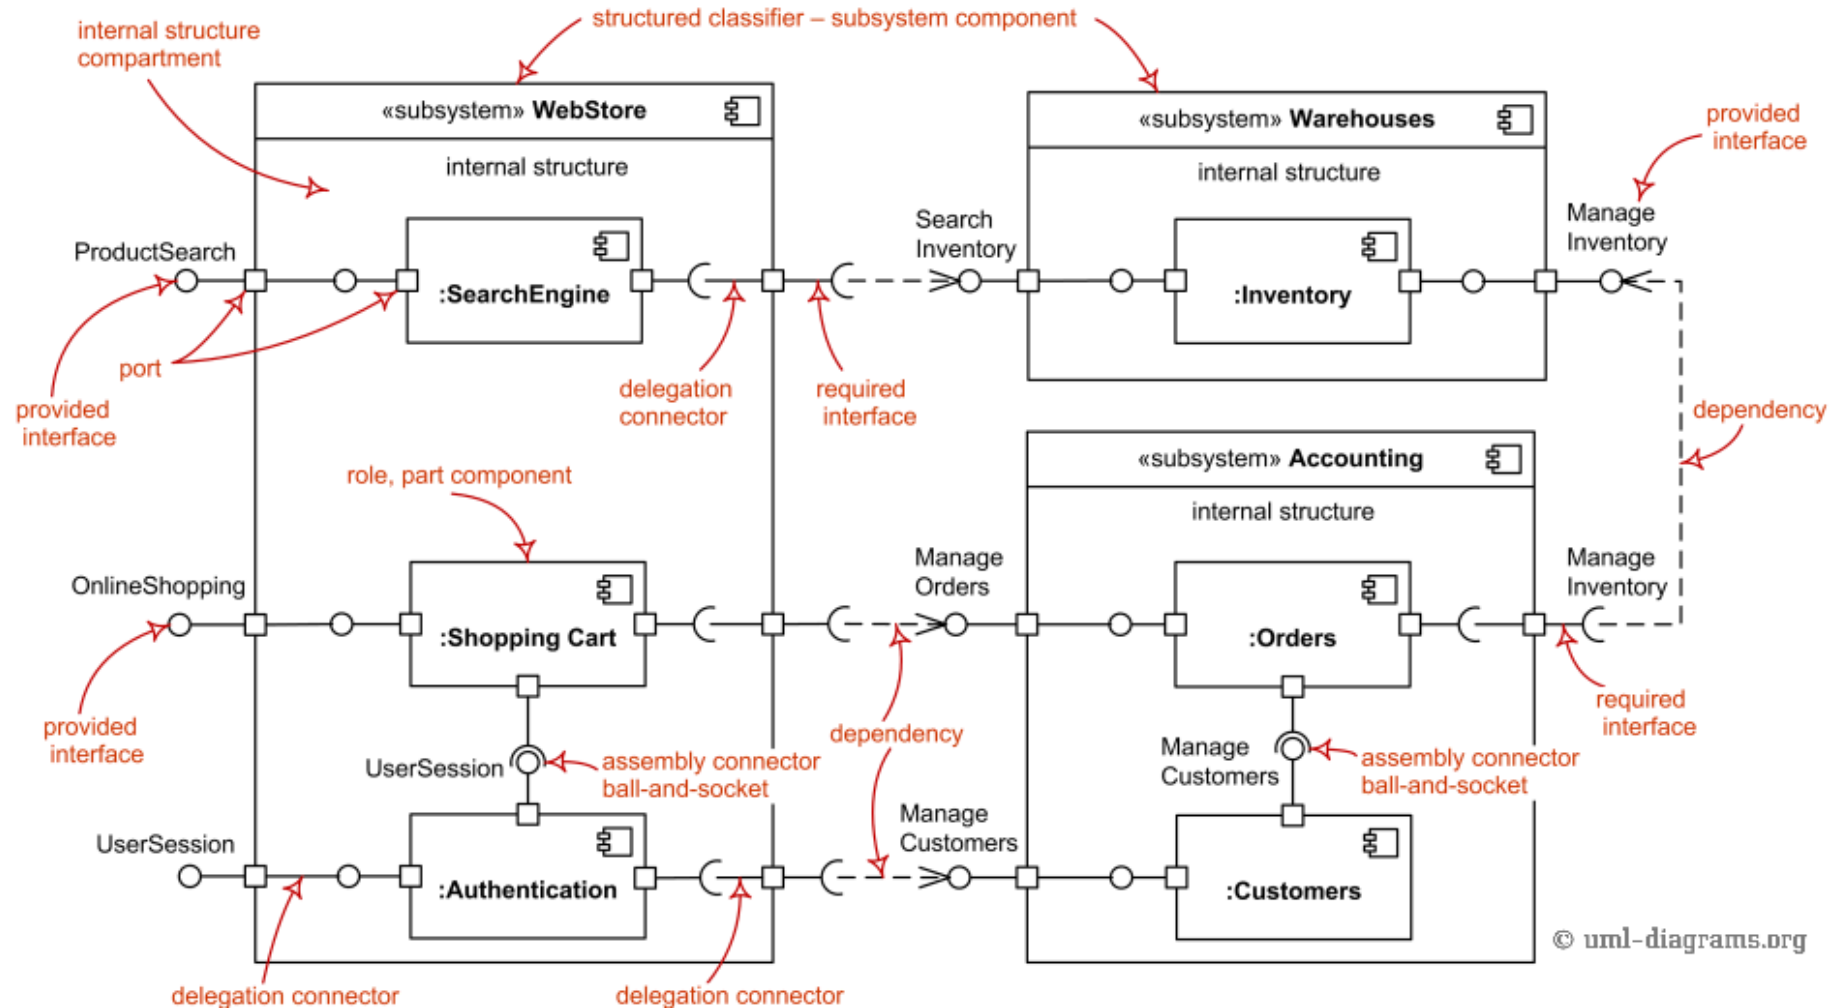 structured classifier – subsystem component
internal structure
compartment
«subsystem» WebStore
internal structure
«subsystem» Warehouses
internal structure
provided
interface
ProductSearch
:SearchEngine
Search
Inventory
:Inventory
Manage
Inventory
port
provided
interface
delegation
connector
required
interface
dependency
role, part component
«subsystem» Accounting
internal structure
OnlineShopping
:Shopping Cart
Manage
Orders
:Orders
Manage
Inventory
provided
interface
UserSession
assembly connector
ball-and-socket
dependency
Manage
Customers
assembly connector
ball-and-socket
required
interface
UserSession
:Authentication
Manage
Customers
:Customers
delegation connector
delegation connector
© uml-diagrams.org